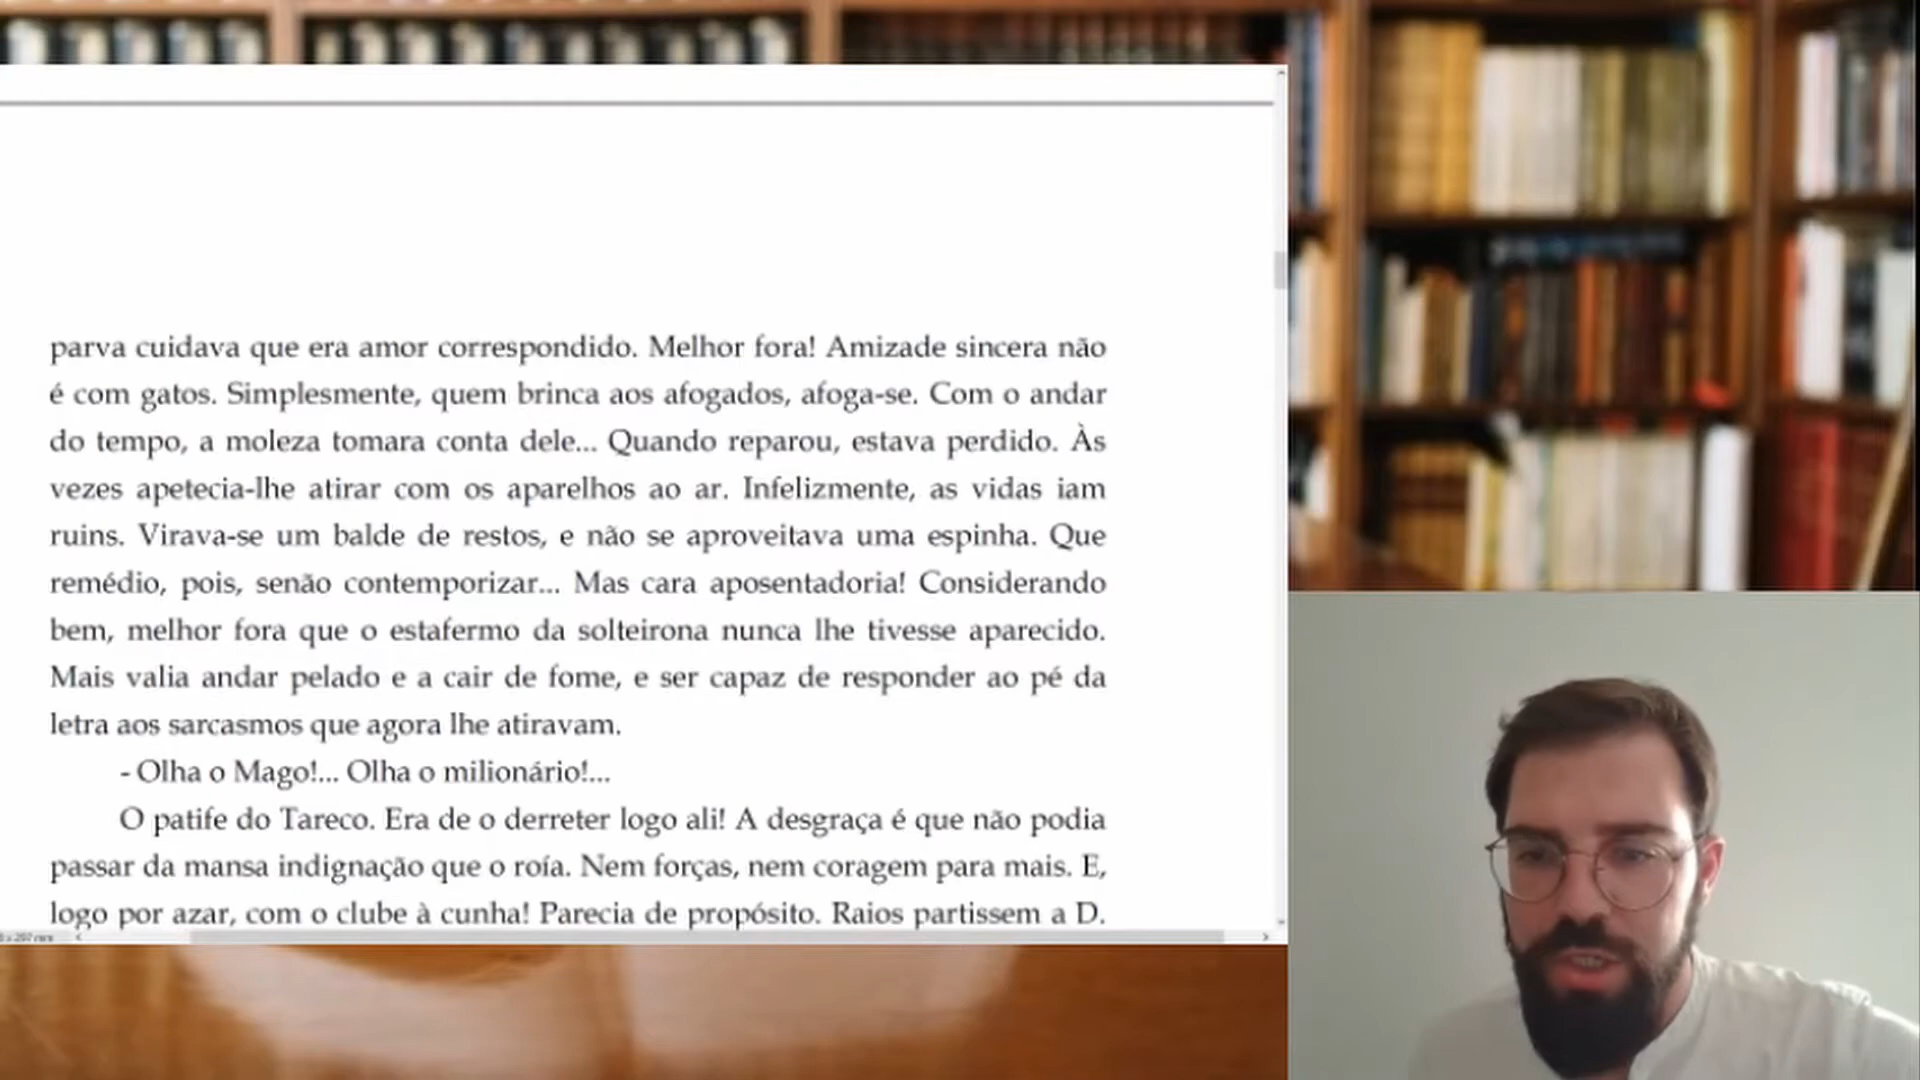 parva cuidava que era amor correspondido. Melhor fora! Amizade sincera não
é com gatos. Simplesmente, quem brinca aos afogados, afoga-se. Com o andar
do tempo, a moleza tomara conta dele... Quando reparou, estava perdido. Às
vezes apetecia-lhe atirar com os aparelhos ao ar. Infelizmente, as vidas iam
ruins. Virava-se um balde de restos, e não se aproveitava uma espinha. Que
remédio, pois, senão contemporizar... Mas cara aposentadoria! Considerando
bem, melhor fora que o estafermo da solteirona nunca lhe tivesse aparecido.
Mais valia andar pelado e a cair de fome, e ser capaz de responder ao pé da
letra aos sarcasmos que agora lhe atiravam.
- Olha o Mago!... Olha o milionário!...
O patife do Tareco. Era de o derreter logo ali! A desgraça é que não podia
passar da mansa indignação que o roía. Nem forças, nem coragem para mais. E,
logo por azar, com o clube à cunha! Parecia de propósito. Raios partissem a D.